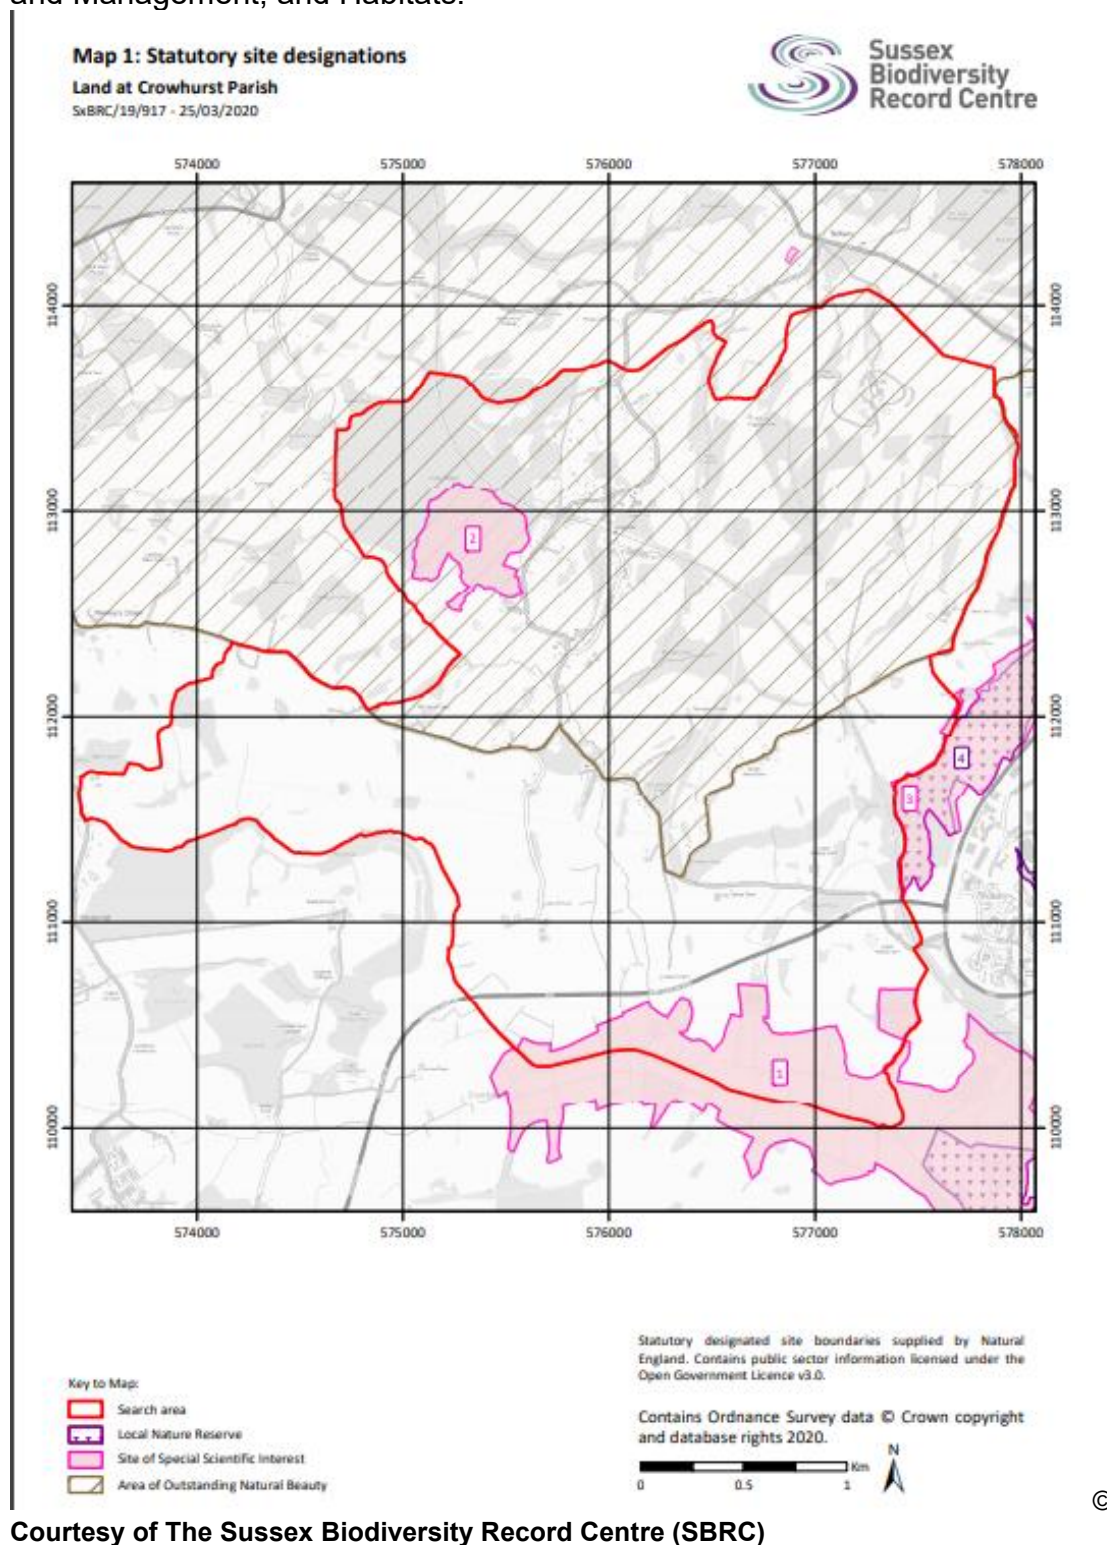 and Management, and Habitats.
Map 1: Statutory site designations
Land at Crowhurst Parish
SxBRC/19/917 - 25/03/2020
Sussex
Biodiversity
Record Centre
574000 575000 576000 577000 578000
114000 114000
113000 113000
2
112000 112000
4
3
111000 111000
1
110000 110000
574000 575000 576000 577000 578000
Statutory designated site boundaries supplied by Natural
England. Contains public sector information licensed under the
Open Government Licence v3.0.
Key to Map:
Search area
Local Nature Reserve
Site of Special Scientific Interest
Area of Outstanding Natural Beauty
Contains Ordnance Survey data © Crown copyright
and database rights 2020.
N
Km
0 0.5 1
©
Courtesy of The Sussex Biodiversity Record Centre (SBRC)